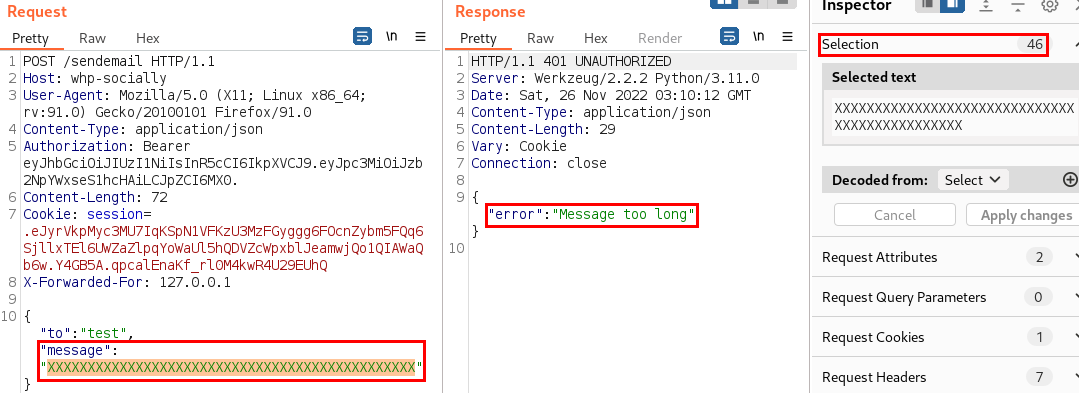 Request
Pretty Raw Hex \n
1 POST /sendemail HTTP/1.1
2 Host: whp-socially
3 User-Agent: Mozilla/5.0 (X11; Linux x86_64;
rv:91.0) Gecko/20100101 Firefox/91.0
4 Content-Type: application/json
5 Authorization: Bearer
eyJhbGciOiJIUzI1NiIsInR5cCI6IkpXVCJ9.eyJpc3MiOiJzb
2NpYWxseS1hcHAiLCJpZCI6MX0.
6 Content-Length: 72
7 Cookie: session=
.eJyrVkpMyc3MU7IqKSpN1VFKzU3MzFGyggg6FOcnZybm5FQq6
SjllxTEl6UWZaZlpqYoWaUl5hQDVZcWpxblJeamwjQo1QIAWaQ
b6w.Y4GB5A.qpcalEnaKf_rl0M4kwR4U29EUhQ
8 X-Forwarded-For: 127.0.0.1
9
10 {
"to":"test",
"message":
"XXXXXXXXXXXXXXXXXXXXXXXXXXXXXXXXXXXXXXXXXXXXXX"
}
Response
Pretty Raw Hex Render \n
1 HTTP/1.1 401 UNAUTHORIZED
2 Server: Werkzeug/2.2.2 Python/3.11.0
3 Date: Sat, 26 Nov 2022 03:10:12 GMT
4 Content-Type: application/json
5 Content-Length: 29
6 Vary: Cookie
7 Connection: close
8
9 {
"error":"Message too long"
}
10
Inspector
Selection 46
Selected text
XXXXXXXXXXXXXXXXXXXXXXXXXXXXXX
XXXXXXXXXXXXXXXX
Decoded from: Select
Cancel Apply changes
Request Attributes 2
Request Query Parameters 0
Request Cookies 1
Request Headers 7